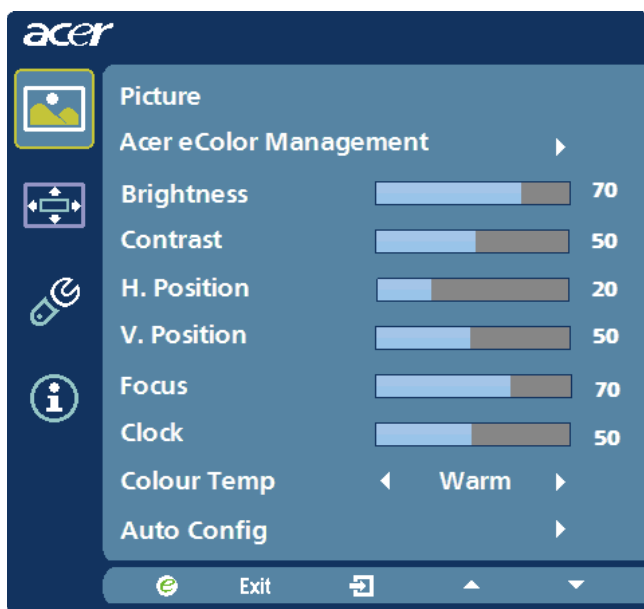 acer
Picture
Acer eColor Management
Brightness 70
Contrast 50
H. Position 20
V. Position 50
Focus 70
Clock 50
Colour Temp Warm
Auto Config
e Exit